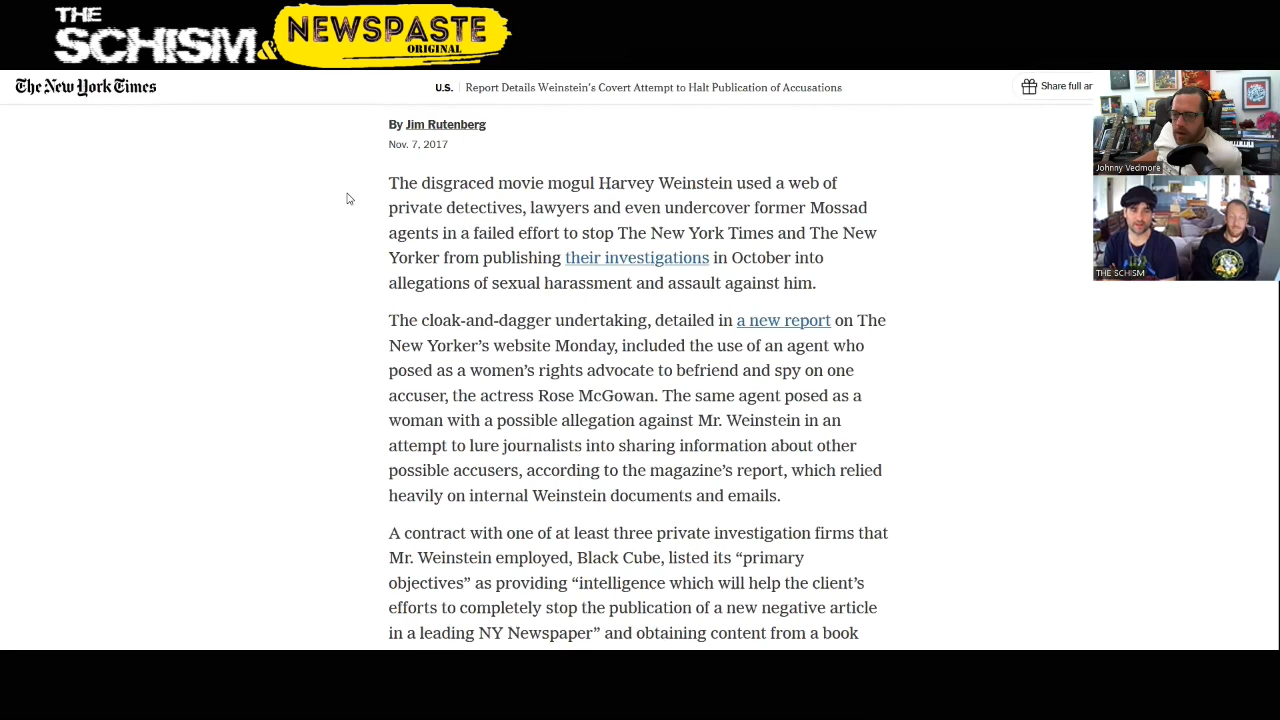 THE
SCHISM
&
NEWSPASTE
ORIGINAL
The New York Times
U.S.
Report Details Weinstein's Covert Attempt to Halt Publication of Accusations
Share full ar
By Jim Rutenberg
Nov. 7, 2017
The disgraced movie mogul Harvey Weinstein used a web of
private detectives, lawyers and even undercover former Mossad
agents in a failed effort to stop The New York Times and The New
Yorker from publishing their investigations in October into
allegations of sexual harassment and assault against him.
The cloak-and-dagger undertaking, detailed in a new report on The
New Yorker's website Monday, included the use of an agent who
posed as a women's rights advocate to befriend and spy on one
accuser, the actress Rose McGowan. The same agent posed as a
woman with a possible allegation against Mr. Weinstein in an
attempt to lure journalists into sharing information about other
possible accusers, according to the magazine's report, which relied
heavily on internal Weinstein documents and emails.
A contract with one of at least three private investigation firms that
Mr. Weinstein employed, Black Cube, listed its “primary
objectives” as providing “intelligence which will help the client's
efforts to completely stop the publication of a new negative article
in a leading NY Newspaper” and obtaining content from a book
Johnny Vedmore
THE SCHISM